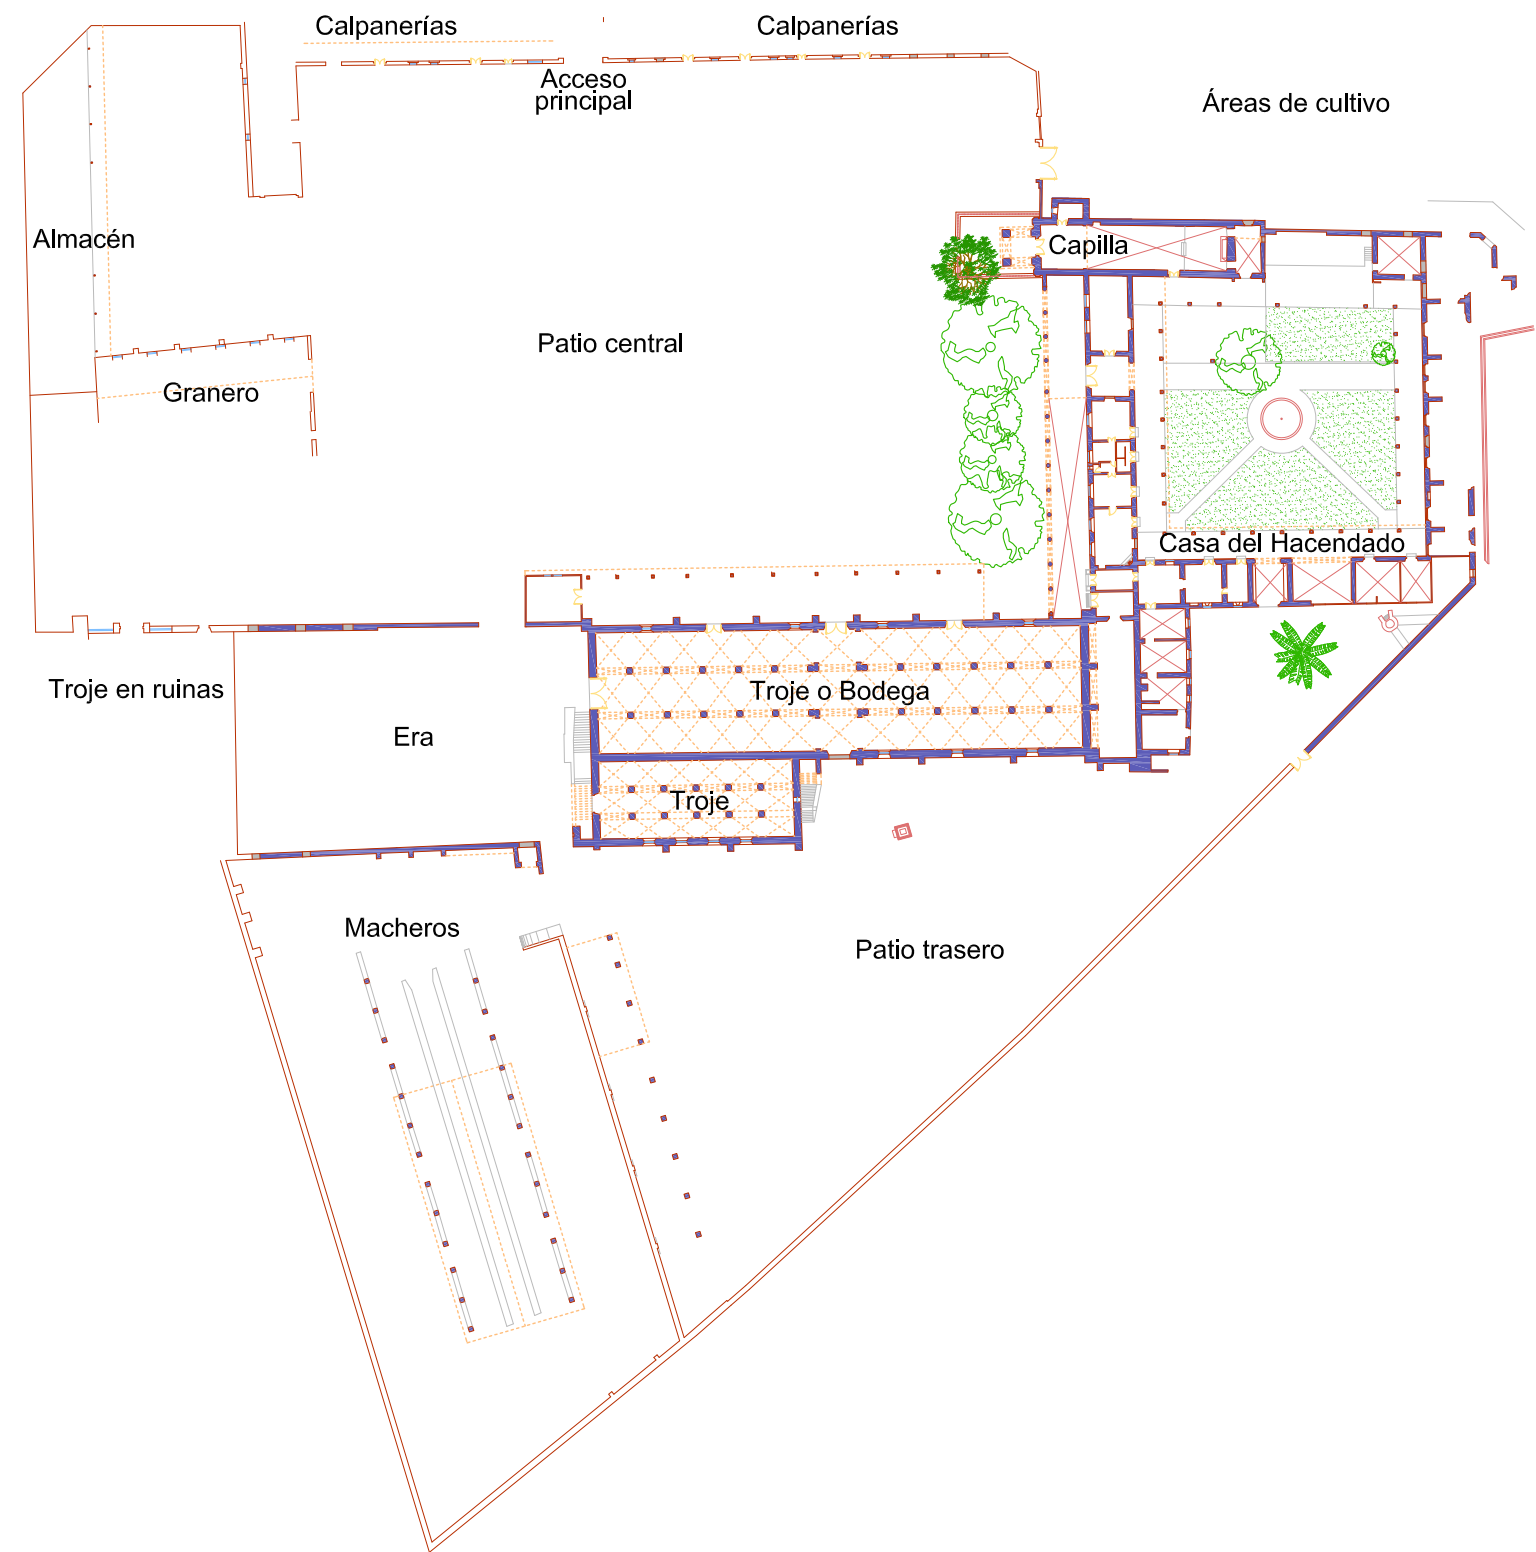 Calpanerías
Calpanerías
Acceso
principal
Áreas de cultivo
Almacén
Capilla
Patio central
Granero
Casa del Hacendado
Troje en ruinas
Troje o Bodega
Era
Troje
Macheros
Patio trasero